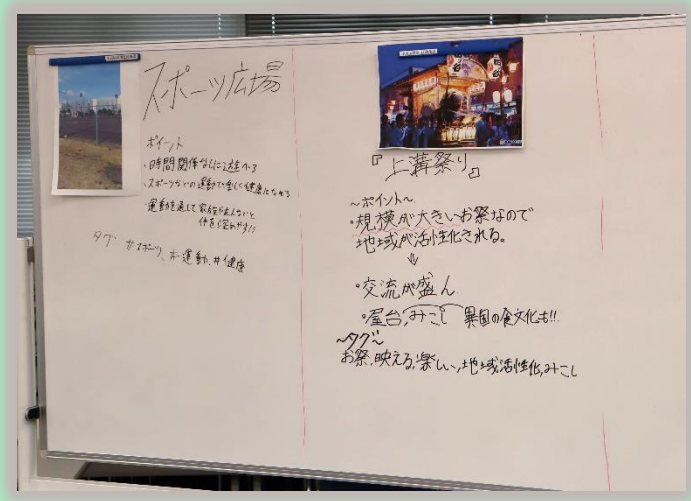 スポーツ広場
ポイント
・時間関係なしに遊べる
・スポーツなどの運動で楽しく健康になれる
・運動を通して家族や友人などと
仲を深めやすい!!
タグ #スポーツ、#運動、#健康
『上溝祭り』
~ポイント~
・規模が大きいお祭なので
地域が活性化される。
⇓
・交流が盛ん
・屋台,みこし 異国の食文化も!!
~タグ~
お祭,映える,楽しい,地域活性化,みこし